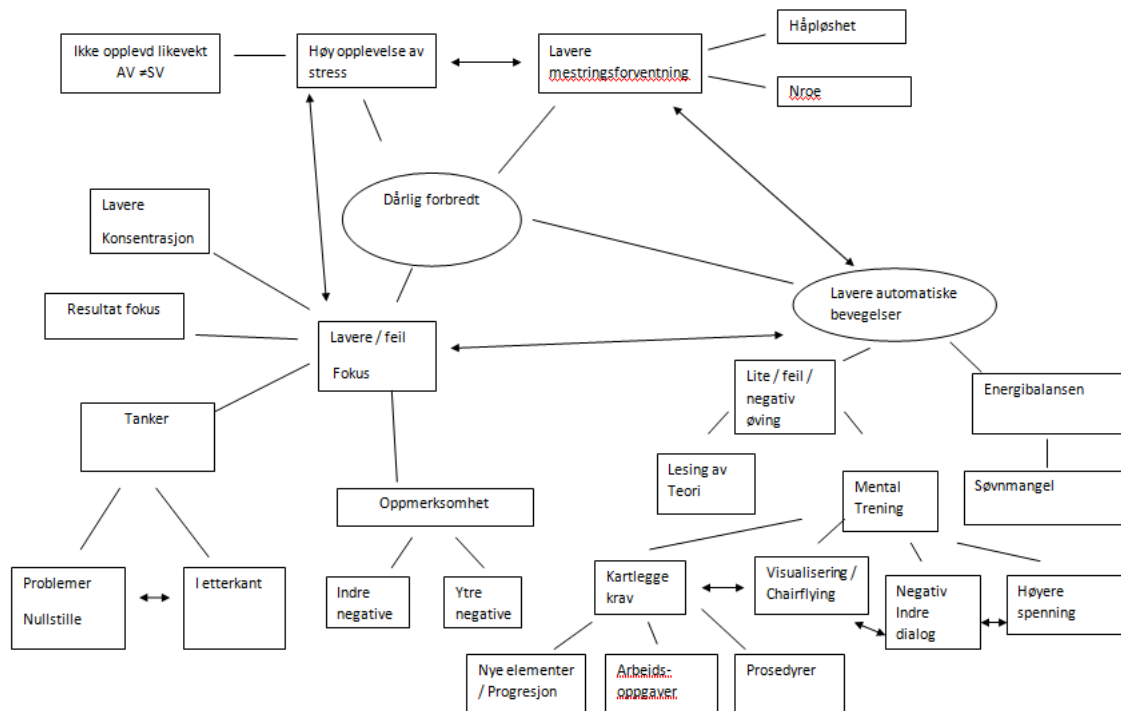 Ikke opplevd likevekt
AV ≠SV
Høy opplevelse av
stress
Lavere
mestringsforventning
Håpløshet
Nroe
Dårlig forbredt
Lavere
Konsentrasjon
Resultat fokus
Lavere / feil
Fokus
Lavere automatiske
bevegelser
Tanker
Lite / feil /
negativ
øving
Energibalansen
Lesing av
Teori
Mental
Trening
Søvnmangel
Oppmerksomhet
Problemer
Nullstille
I etterkant
Indre
negative
Ytre
negative
Kartlegge
krav
Visualisering /
Chairflying
Negativ
Indre
dialog
Høyere
spenning
Nye elementer
/ Progresjon
Arbeids-
oppgaver
Prosedyrer